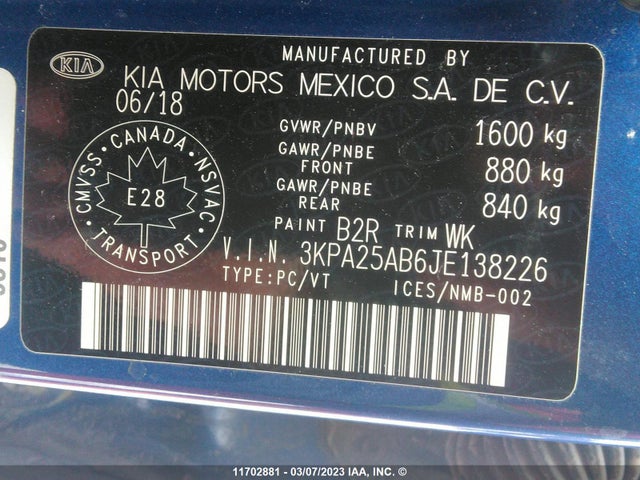 MANUFACTURED BY
KIA
KIA MOTORS MEXICO S.A. DE C.V.
06/18
GVWR/PNBV 1600 kg
GAWR/PNBE
FRONT 880 kg
GAWR/PNBE
REAR 840 kg
CANADA
CMVSS NSVAC
E28
TRANSPORT
PAINT B2R TRIM WK
V.I.N. 3KPA25AB6JE138226
TYPE:PC/VT ICES/NMB-002
11702881 - 03/07/2023 IAA, Inc. ©